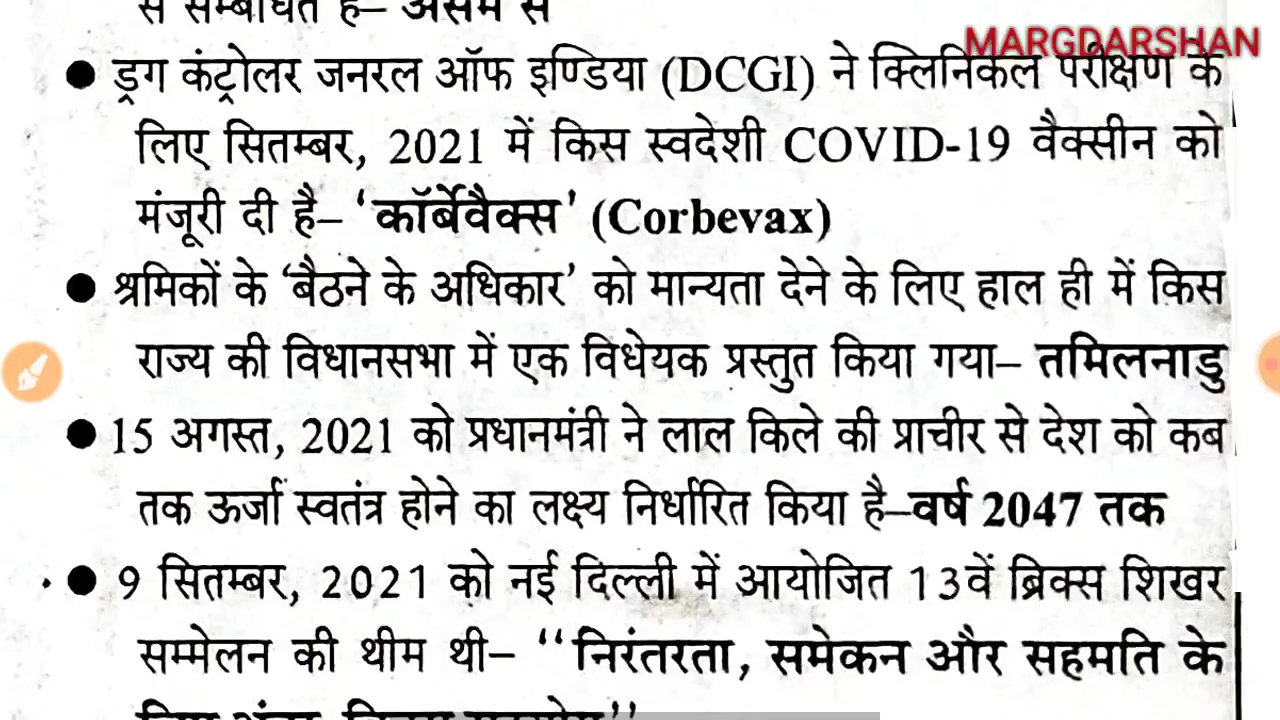 से सम्बंधित है– असम से
MARGDARSHAN
● ड्रग कंट्रोलर जनरल ऑफ इण्डिया (DCGI) ने क्लिनिकल परीक्षण के
लिए सितम्बर, 2021 में किस स्वदेशी COVID-19 वैक्सीन को
मंजूरी दी है– 'कॉर्बेवैक्स' (Corbevax)
● श्रमिकों के 'बैठने के अधिकार' को मान्यता देने के लिए हाल ही में किस
राज्य की विधानसभा में एक विधेयक प्रस्तुत किया गया– तमिलनाडु
● 15 अगस्त, 2021 को प्रधानमंत्री ने लाल किले की प्राचीर से देश को कब
तक ऊर्जा स्वतंत्र होने का लक्ष्य निर्धारित किया है–वर्ष 2047 तक
● 9 सितम्बर, 2021 को नई दिल्ली में आयोजित 13वें ब्रिक्स शिखर
सम्मेलन की थीम थी– ''निरंतरता, समेकन और सहमति के